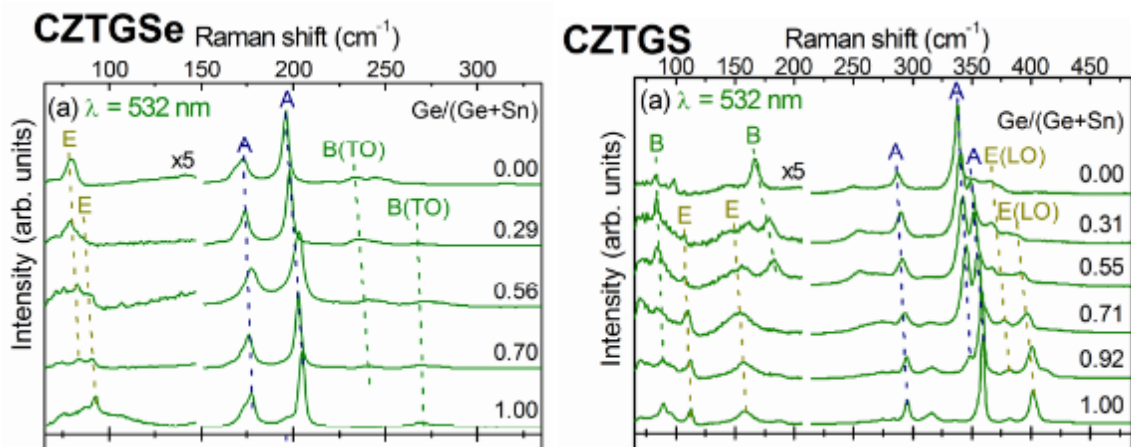 CZTGSe Raman shift (cm⁻¹)
100 150 200 250 300
(a) λ = 532 nm
A
Ge/(Ge+Sn)
E
A
B(TO)
x5
0.00
E
B(TO)
0.29
0.56
0.70
1.00
Intensity (arb. units)
CZTGS Raman shift (cm⁻¹)
100 150 200 300 350 400 450
(a) λ = 532 nm
A
Ge/(Ge+Sn)
B
B
A
A
E(LO)
x5
0.00
E
E
E(LO)
0.31
0.55
0.71
0.92
1.00
Intensity (arb. units)